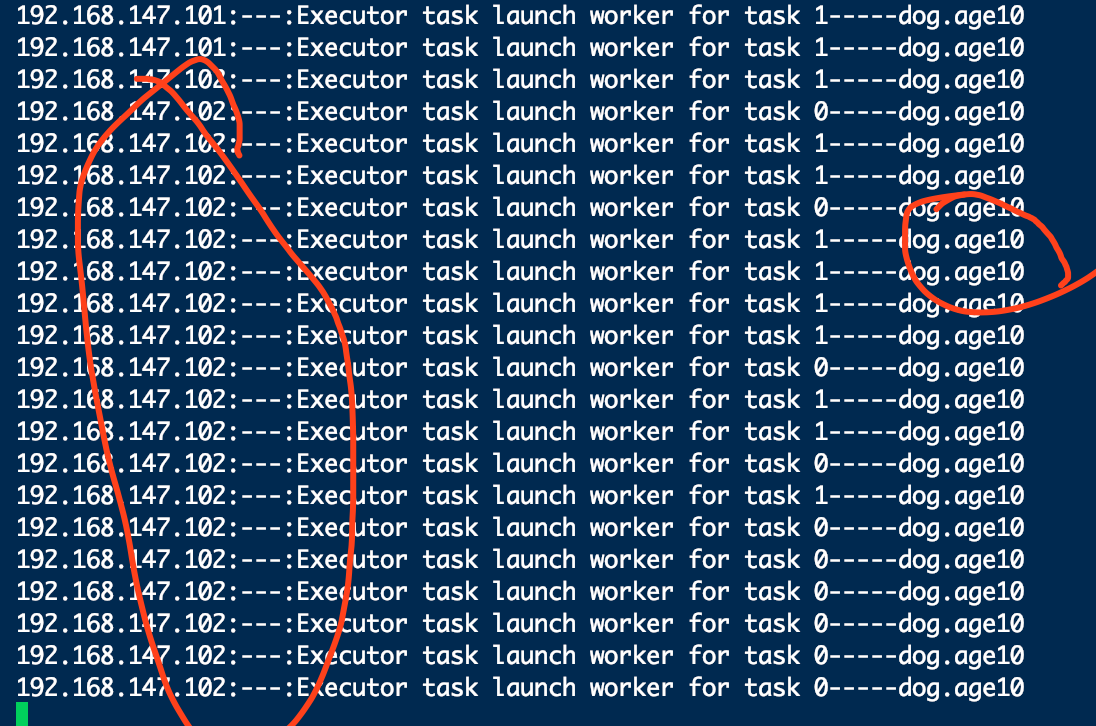 192.168.147.101:---:Executor task launch worker for task 1-----dog.age10
192.168.147.101:---:Executor task launch worker for task 1-----dog.age10
192.168.147.102:---:Executor task launch worker for task 1-----dog.age10
192.168.147.102:---:Executor task launch worker for task 0-----dog.age10
192.168.147.102:---:Executor task launch worker for task 1-----dog.age10
192.168.147.102:---:Executor task launch worker for task 1-----dog.age10
192.168.147.102:---:Executor task launch worker for task 0-----dog.age10
192.168.147.102:---:Executor task launch worker for task 1-----dog.age10
192.168.147.102:---:Executor task launch worker for task 1-----dog.age10
192.168.147.102:---:Executor task launch worker for task 1-----dog.age10
192.168.147.102:---:Executor task launch worker for task 1-----dog.age10
192.168.147.102:---:Executor task launch worker for task 0-----dog.age10
192.168.147.102:---:Executor task launch worker for task 1-----dog.age10
192.168.147.102:---:Executor task launch worker for task 1-----dog.age10
192.168.147.102:---:Executor task launch worker for task 0-----dog.age10
192.168.147.102:---:Executor task launch worker for task 1-----dog.age10
192.168.147.102:---:Executor task launch worker for task 0-----dog.age10
192.168.147.102:---:Executor task launch worker for task 0-----dog.age10
192.168.147.102:---:Executor task launch worker for task 0-----dog.age10
192.168.147.102:---:Executor task launch worker for task 0-----dog.age10
192.168.147.102:---:Executor task launch worker for task 0-----dog.age10
192.168.147.102:---:Executor task launch worker for task 0-----dog.age10